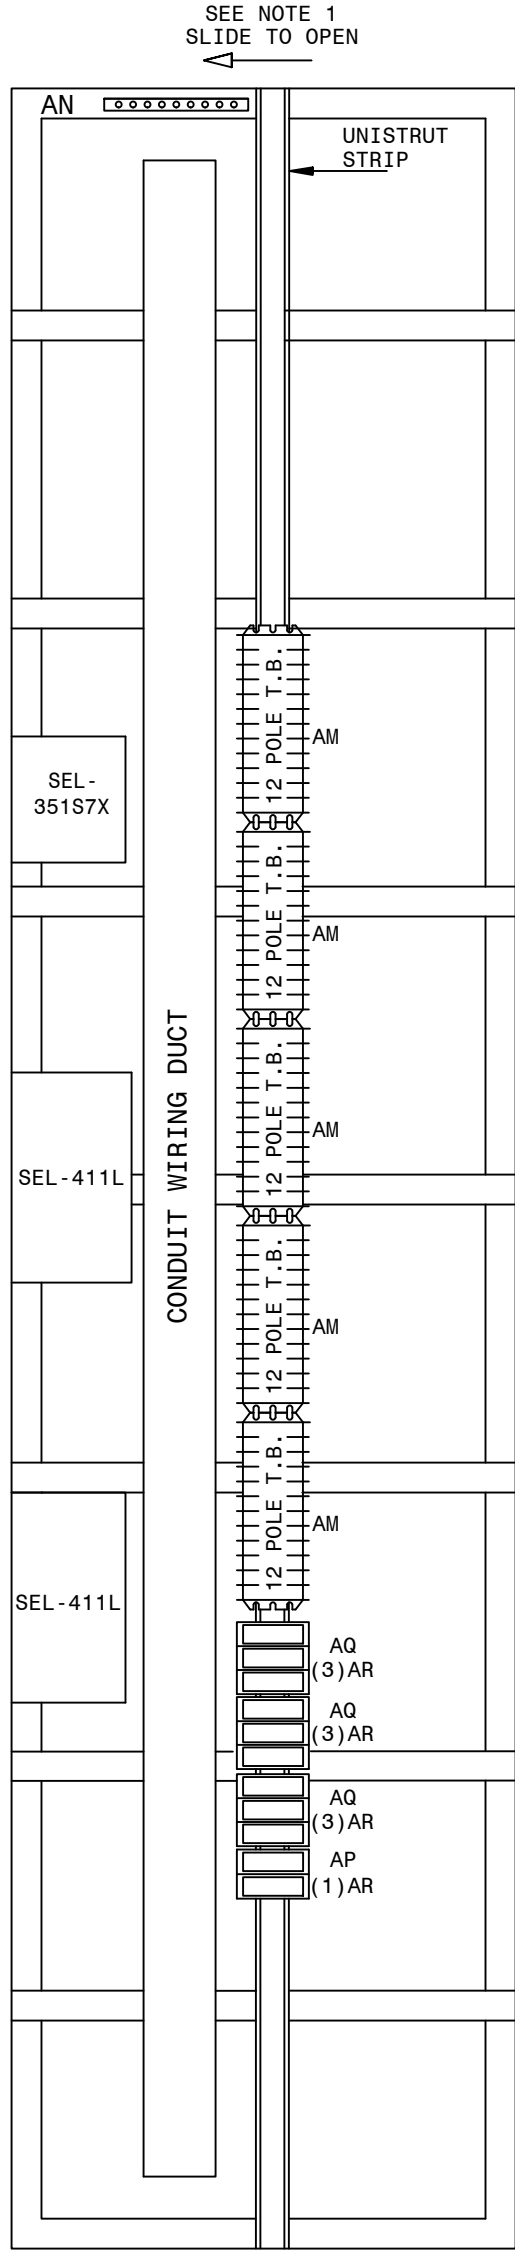 SEE NOTE 1
SLIDE TO OPEN
AN
UNISTRUT
STRIP
12 POLE T.B.
AM
SEL-
351S7X
12 POLE T.B.
AM
CONDUIT WIRING DUCT
12 POLE T.B.
AM
SEL-411L
12 POLE T.B.
AM
12 POLE T.B.
AM
SEL-411L
AQ
(3)AR
AQ
(3)AR
AQ
(3)AR
AP
(1)AR